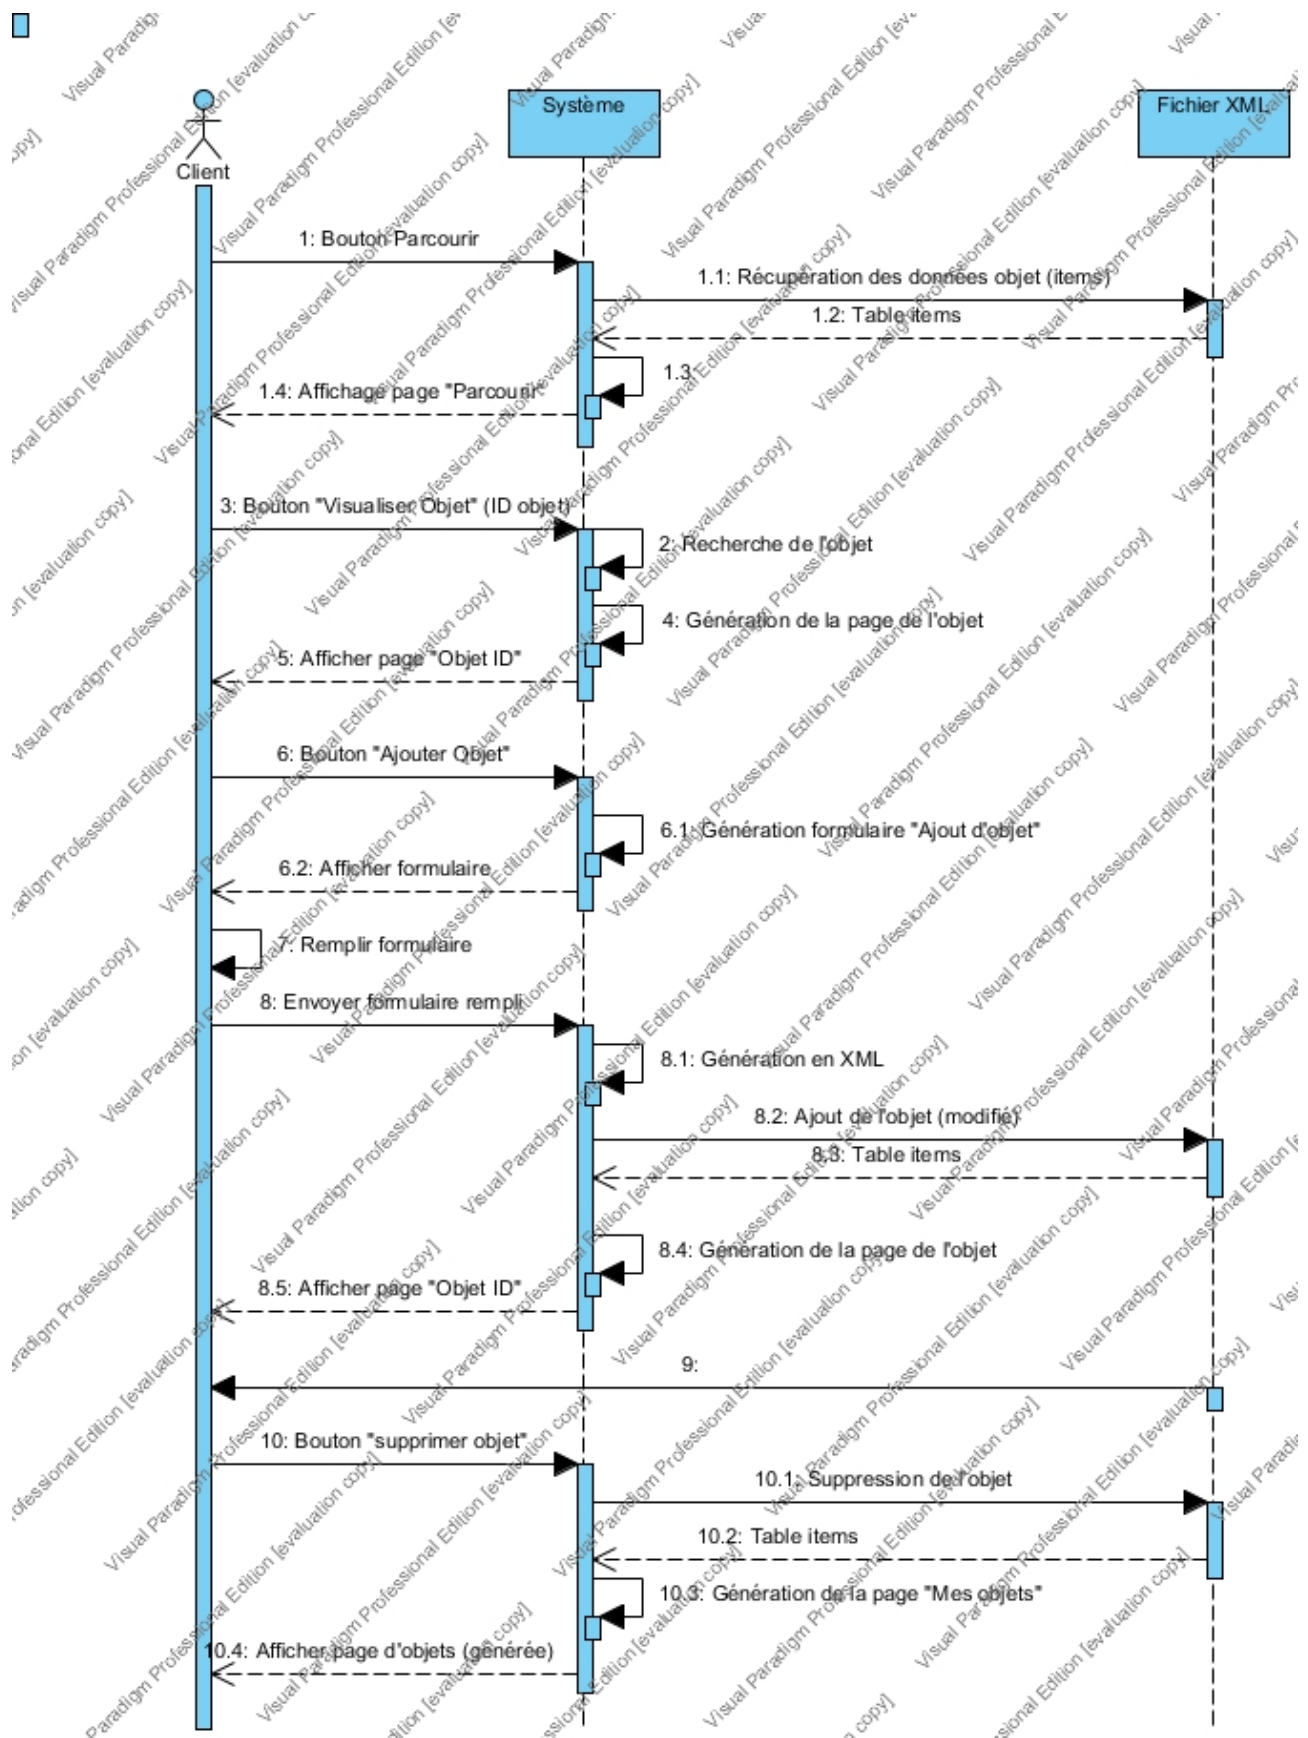 Système
Fichier XML
Client
1: Bouton Parcourir
1.1: Récupération des données objet (items)
1.2: Table items
1.3:
1.4: Affichage page "Parcourir"
3: Bouton "Visualiser Objet" (ID objet)
2: Recherche de l'objet
4: Génération de la page de l'objet
5: Afficher page "Objet ID"
6: Bouton "Ajouter Objet"
6.1: Génération formulaire "Ajout d'objet"
6.2: Afficher formulaire
7: Remplir formulaire
8: Envoyer formulaire rempli
8.1: Génération en XML
8.2: Ajout de l'objet (modifié)
8.3: Table items
8.4: Génération de la page de l'objet
8.5: Afficher page "Objet ID"
9:
10: Bouton "supprimer objet"
10.1: Suppression de l'objet
10.2: Table items
10.3: Génération de la page "Mes objets"
10.4: Afficher page d'objets (générée)
Visual Paradigm Professional Edition [evaluation copy]